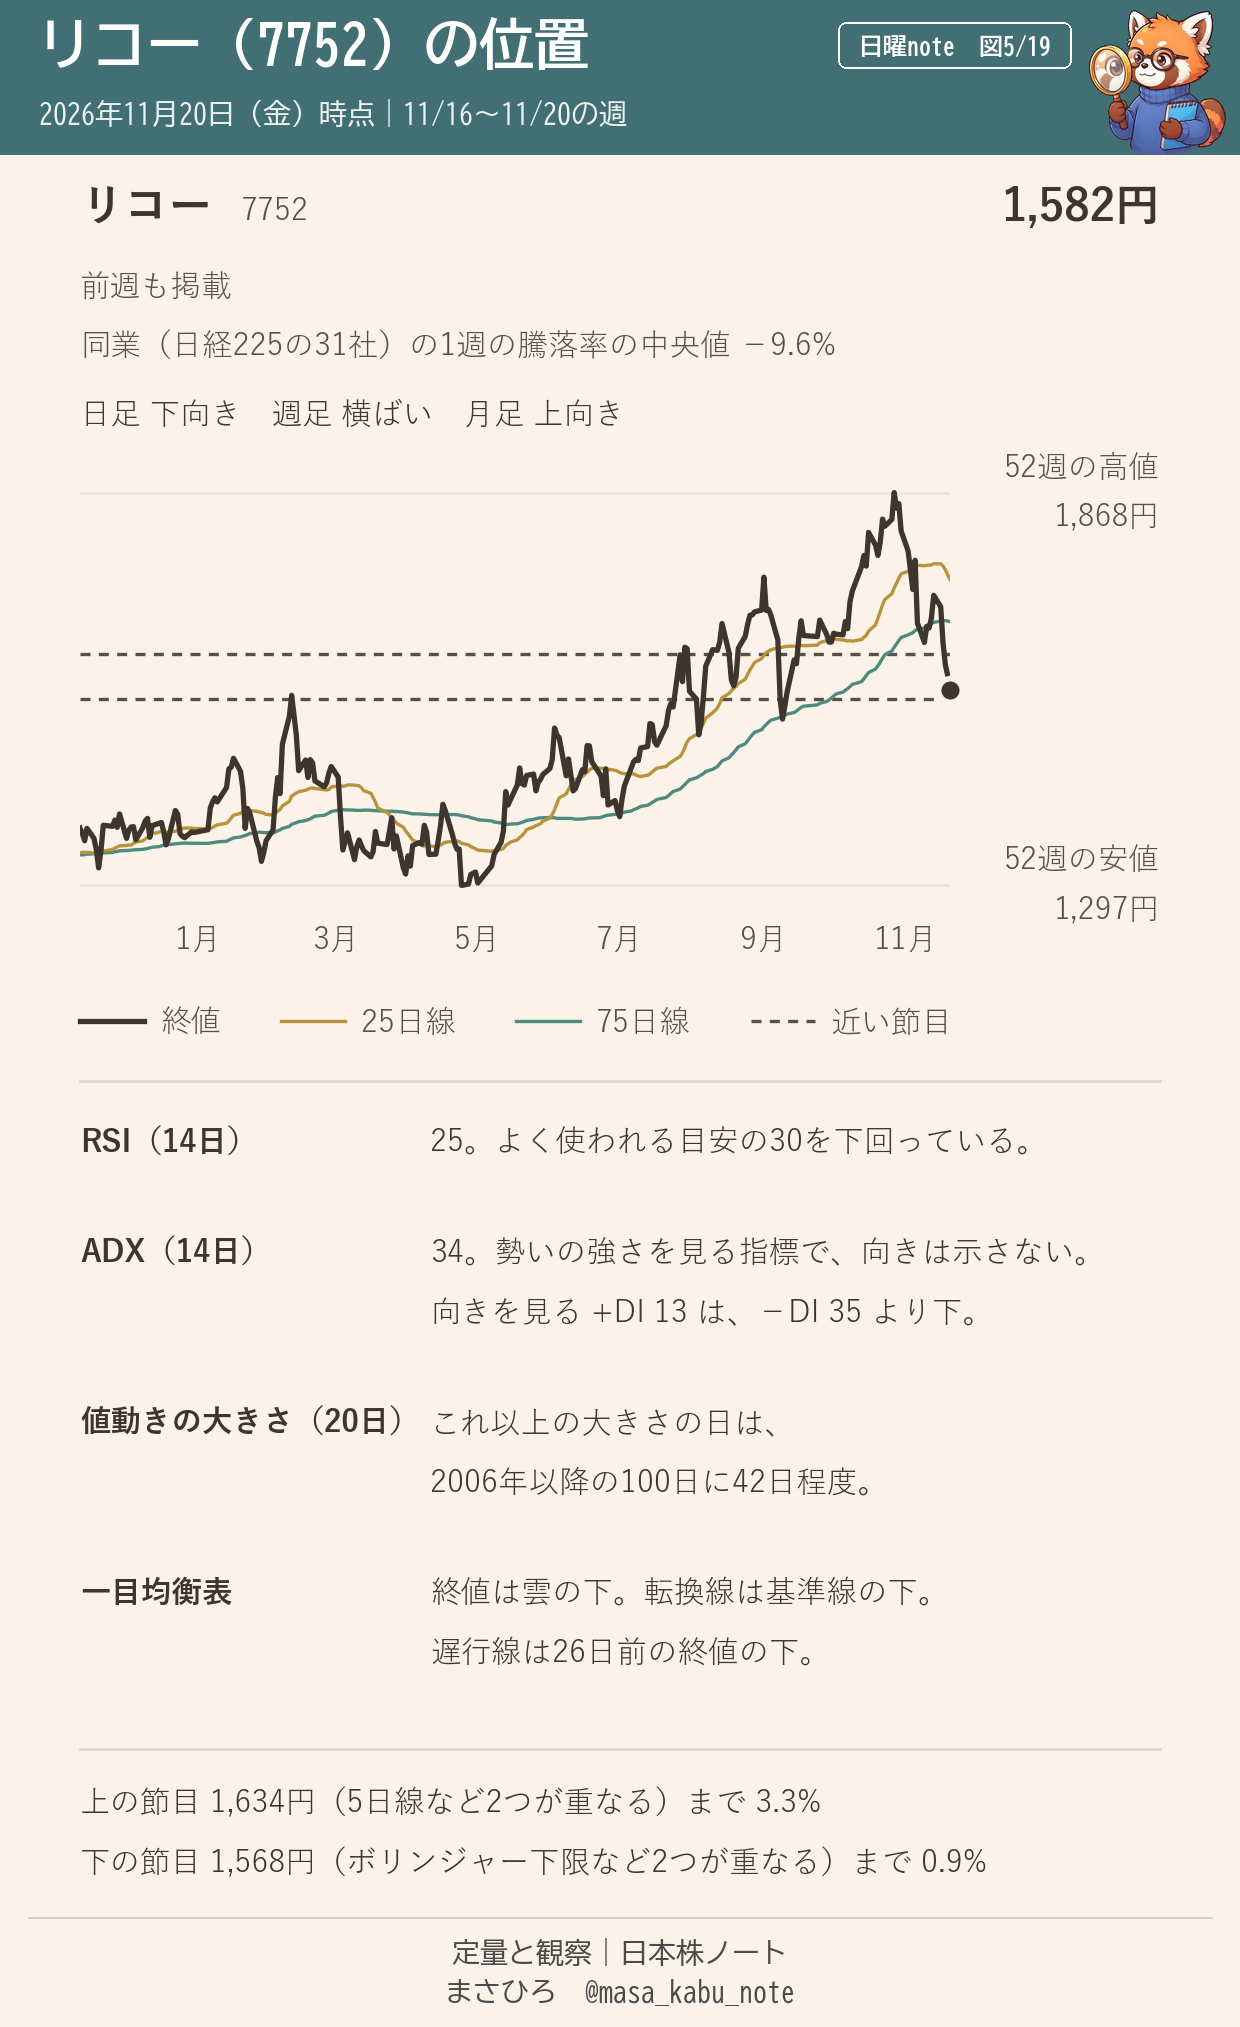 リコー（7752）の位置
日曜note　図5/19
2026年11月20日（金）時点｜11/16～11/20の週
リコー 7752
1,582円
前週も掲載
同業（日経225の31社）の1週の騰落率の中央値 －9.6%
日足 下向き　週足 横ばい　月足 上向き
52週の高値
1,868円
52週の安値
1,297円
1月 3月 5月 7月 9月 11月
終値 25日線 75日線 近い節目
RSI（14日） 25。よく使われる目安の30を下回っている。
ADX（14日） 34。勢いの強さを見る指標で、向きは示さない。
向きを見る +DI 13 は、－DI 35 より下。
値動きの大きさ（20日） これ以上の大きさの日は、
2006年以降の100日に42日程度。
一目均衡表 終値は雲の下。転換線は基準線の下。
遅行線は26日前の終値の下。
上の節目 1,634円（5日線など2つが重なる）まで 3.3%
下の節目 1,568円（ボリンジャー下限など2つが重なる）まで 0.9%
定量と観察｜日本株ノート
まさひろ　@masa_kabu_note